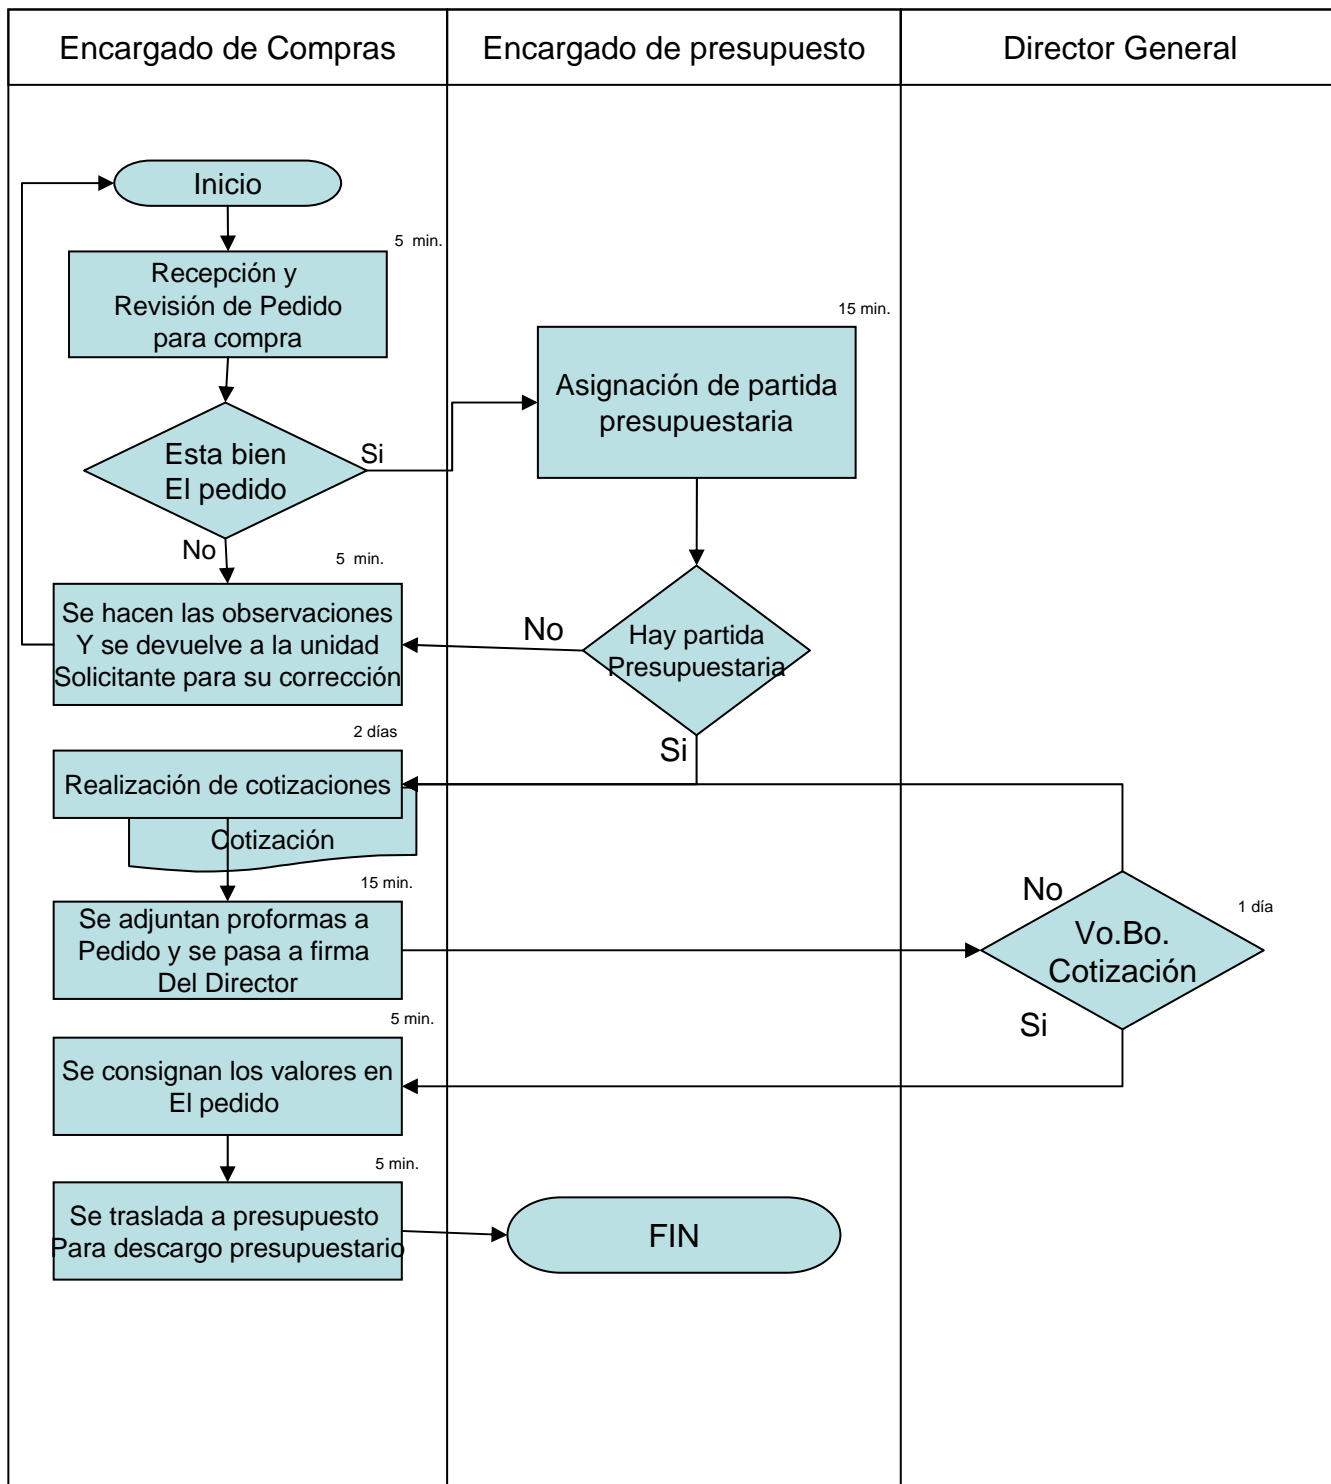 Encargado de Compras
Encargado de presupuesto
Director General
Inicio
5 min.
Recepción y
Revisión de Pedido
para compra
15 min.
Asignación de partida
presupuestaria
Esta bien
El pedido
Si
No
5 min.
Se hacen las observaciones
Y se devuelve a la unidad
Solicitante para su corrección
No
Hay partida
Presupuestaria
Si
2 días
Realización de cotizaciones
Cotización
15 min.
Se adjuntan proformas a
Pedido y se pasa a firma
Del Director
No
1 día
Vo.Bo.
Cotización
Si
5 min.
Se consignan los valores en
El pedido
5 min.
Se traslada a presupuesto
Para descargo presupuestario
FIN